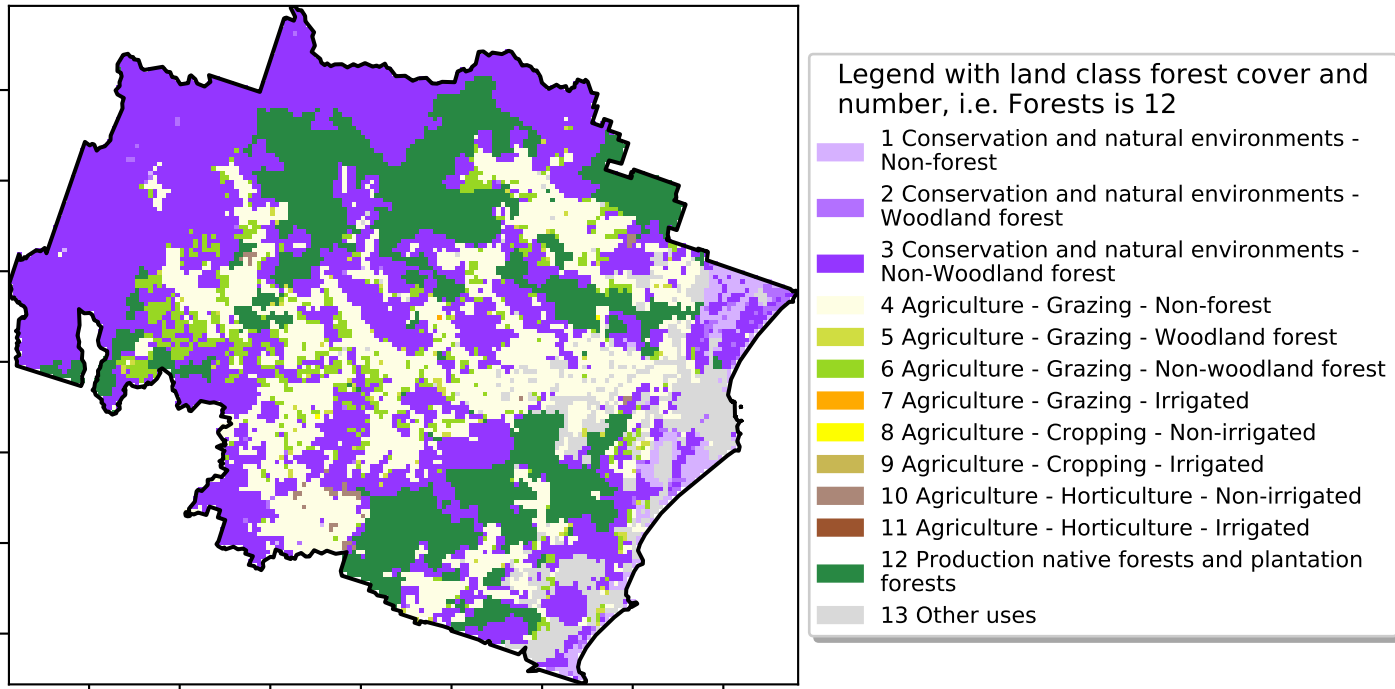 Legend with land class forest cover and
number, i.e. Forests is 12
1 Conservation and natural environments -
Non-forest
2 Conservation and natural environments -
Woodland forest
3 Conservation and natural environments -
Non-Woodland forest
4 Agriculture - Grazing - Non-forest
5 Agriculture - Grazing - Woodland forest
6 Agriculture - Grazing - Non-woodland forest
7 Agriculture - Grazing - Irrigated
8 Agriculture - Cropping - Non-irrigated
9 Agriculture - Cropping - Irrigated
10 Agriculture - Horticulture - Non-irrigated
11 Agriculture - Horticulture - Irrigated
12 Production native forests and plantation
forests
13 Other uses